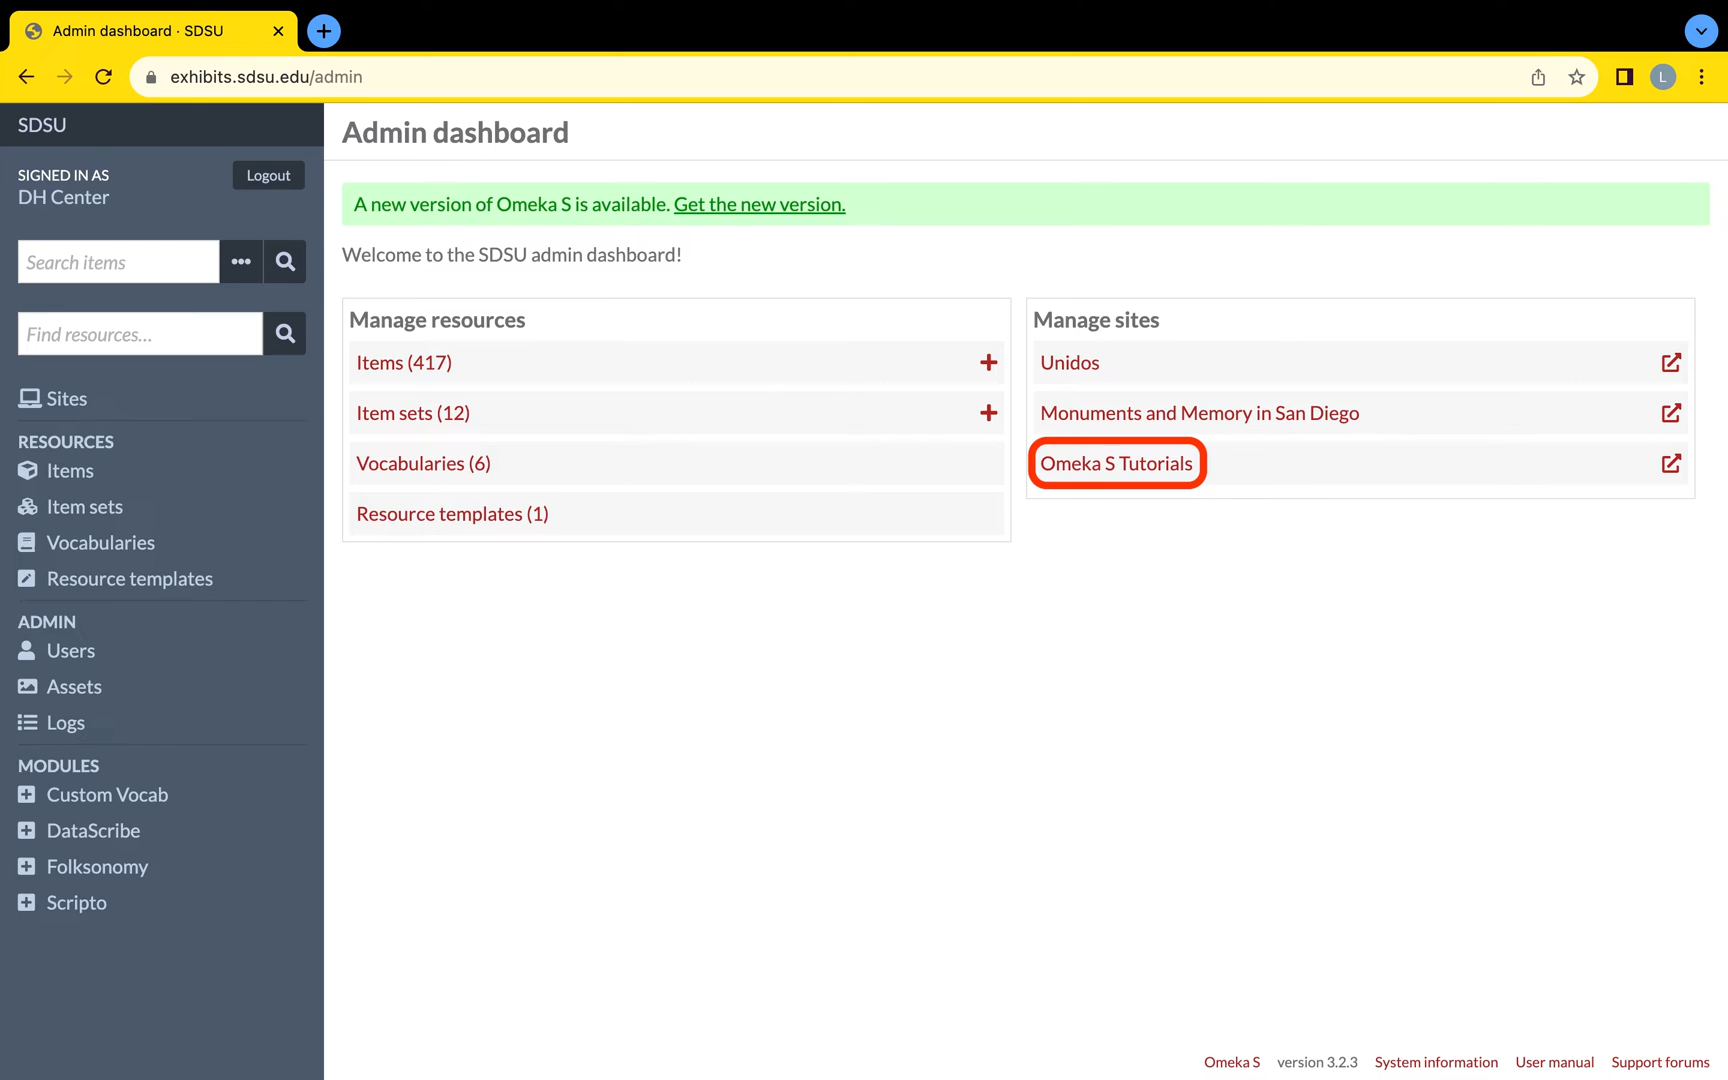 Admin dashboard · SDSU
exhibits.sdsu.edu/admin
L
SDSU
SIGNED IN AS
DH Center
Logout
Search items
Find resources...
Sites
RESOURCES
Items
Item sets
Vocabularies
Resource templates
ADMIN
Users
Assets
Logs
MODULES
Custom Vocab
DataScribe
Folksonomy
Scripto
Admin dashboard
A new version of Omeka S is available. Get the new version.
Welcome to the SDSU admin dashboard!
Manage resources
Items (417)
Item sets (12)
Vocabularies (6)
Resource templates (1)
Manage sites
Unidos
Monuments and Memory in San Diego
Omeka S Tutorials
Omeka S version 3.2.3 System information User manual Support forums